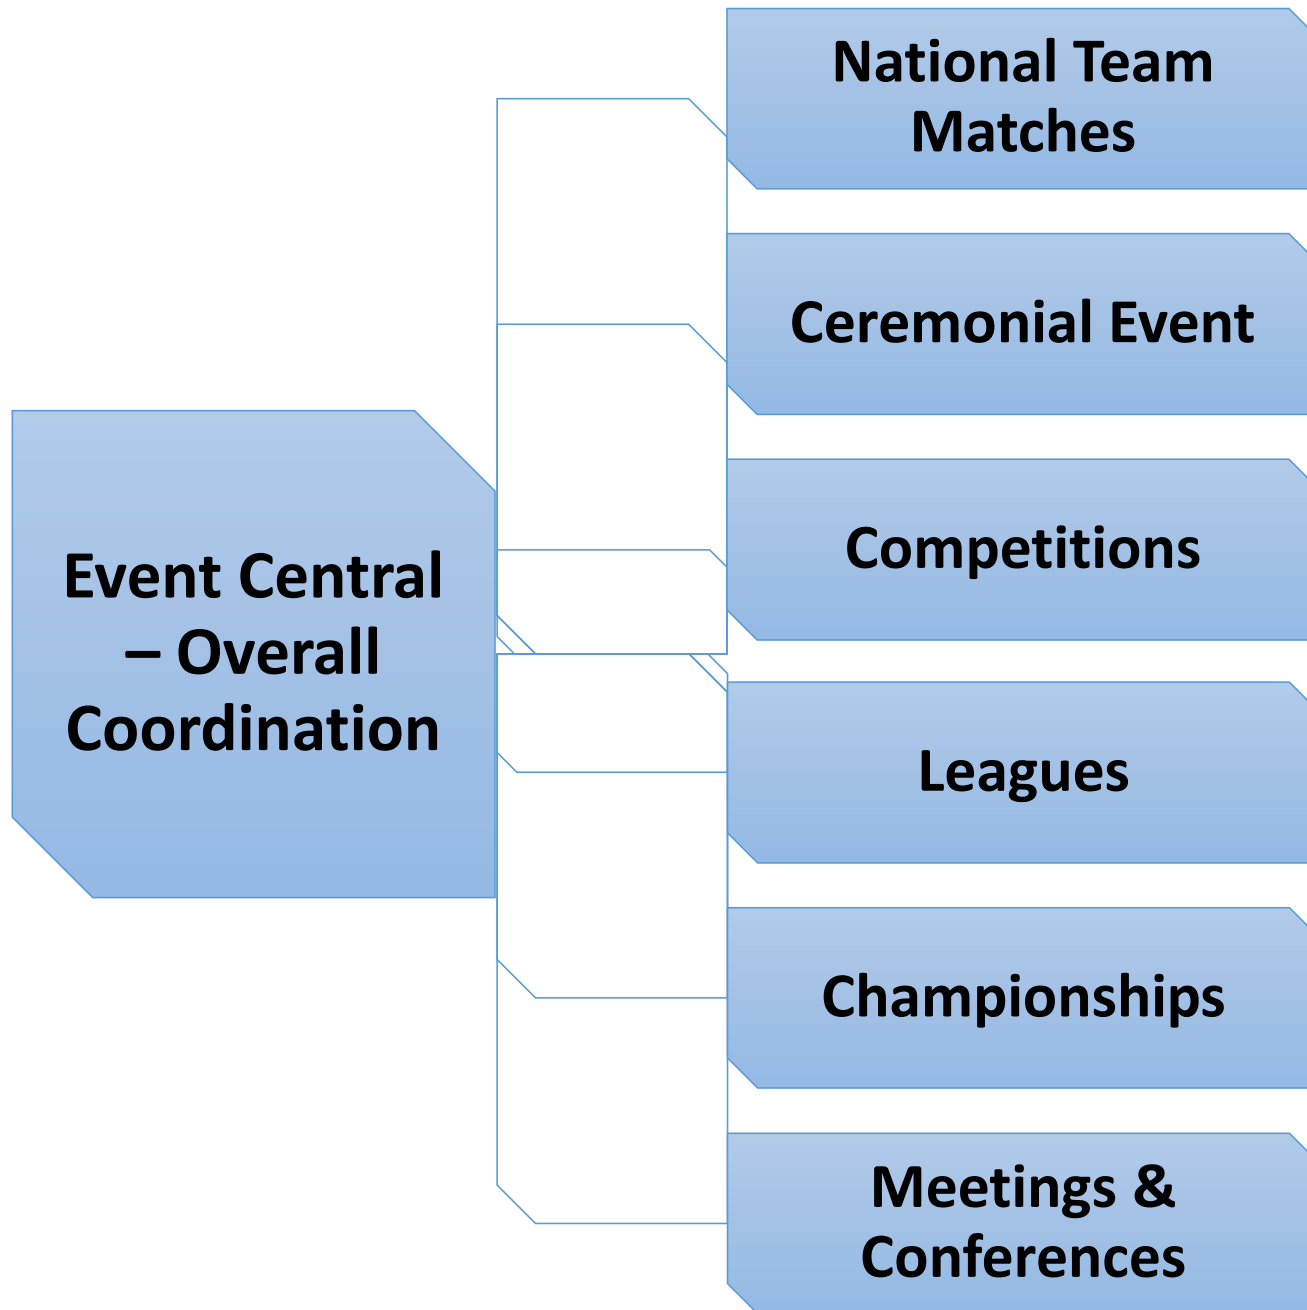 National Team
Matches
Ceremonial Event
Competitions
Event Central
– Overall
Coordination
Leagues
Championships
Meetings &
Conferences